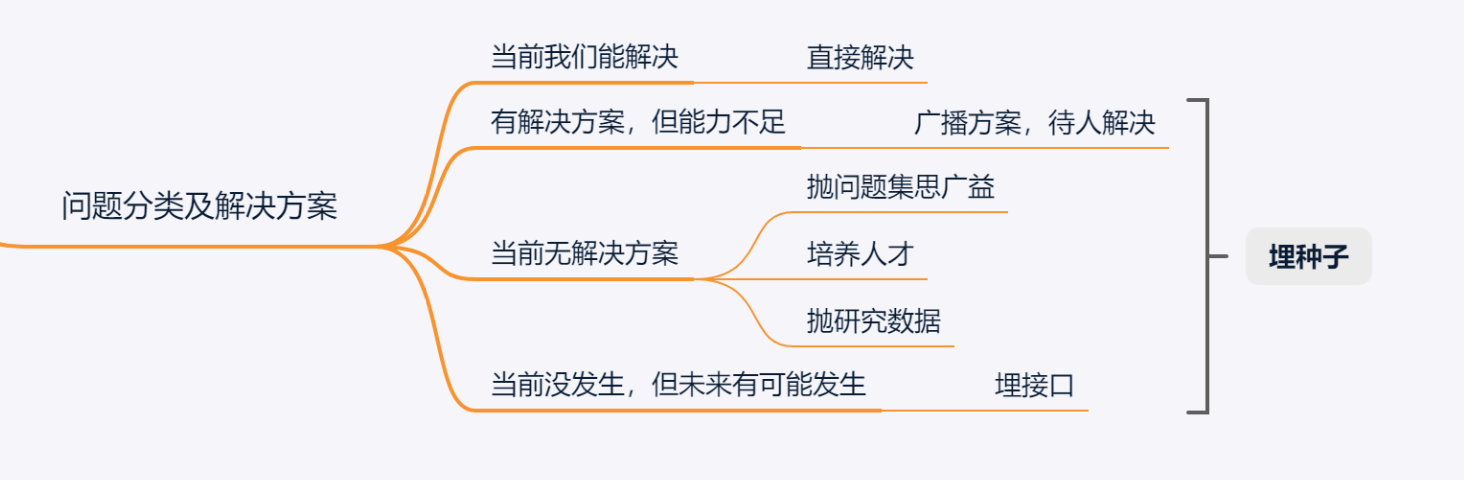 问题分类及解决方案
当前我们能解决
直接解决
有解决方案，但能力不足
广播方案，待人解决
当前无解决方案
抛问题集思广益
培养人才
抛研究数据
当前没发生，但未来有可能发生
埋接口
埋种子